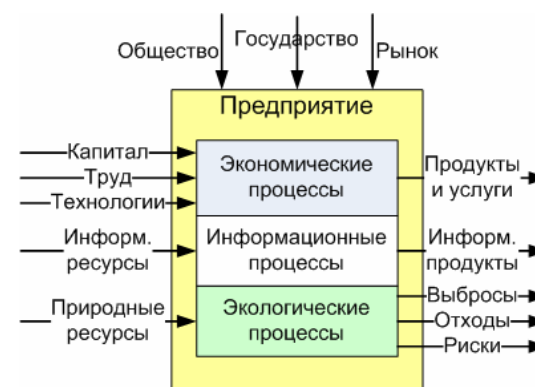 Общество
Государство
Рынок
Предприятие
Капитал
Труд
Технологии
Экономические
процессы
Продукты
и услуги
Информ.
ресурсы
Информационные
процессы
Информ.
продукты
Природные
ресурсы
Экологические
процессы
Выбросы
Отходы
Риски